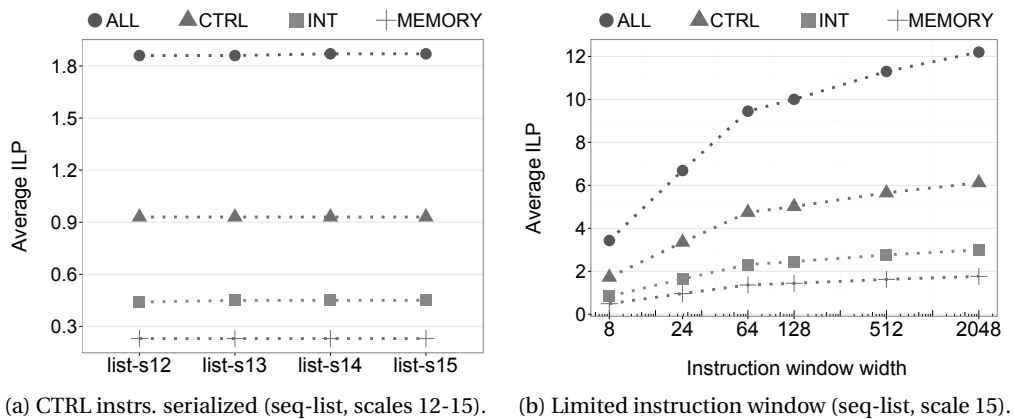 ALL CTRL INT MEMORY
1.8
1.5
1.2
0.9
0.6
0.3
Average ILP
list-s12 list-s13 list-s14 list-s15
(a) CTRL instrs. serialized (seq-list, scales 12-15).
ALL CTRL INT MEMORY
12
10
8
6
4
2
0
Average ILP
8 24 64 128 512 2048
Instruction window width
(b) Limited instruction window (seq-list, scale 15).